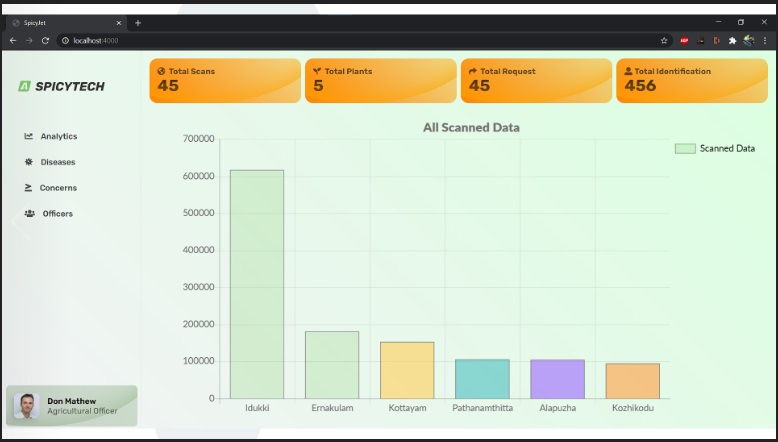 SpicyJet
localhost:4000
SPICYTECH
Analytics
Diseases
Concerns
Officers
Don Mathew
Agricultural Officer
Total Scans
45
Total Plants
5
Total Request
45
Total Identification
456
All Scanned Data
Scanned Data
700000
600000
500000
400000
300000
200000
100000
0
Idukki Ernakulam Kottayam Pathanamthitta Alapuzha Kozhikodu